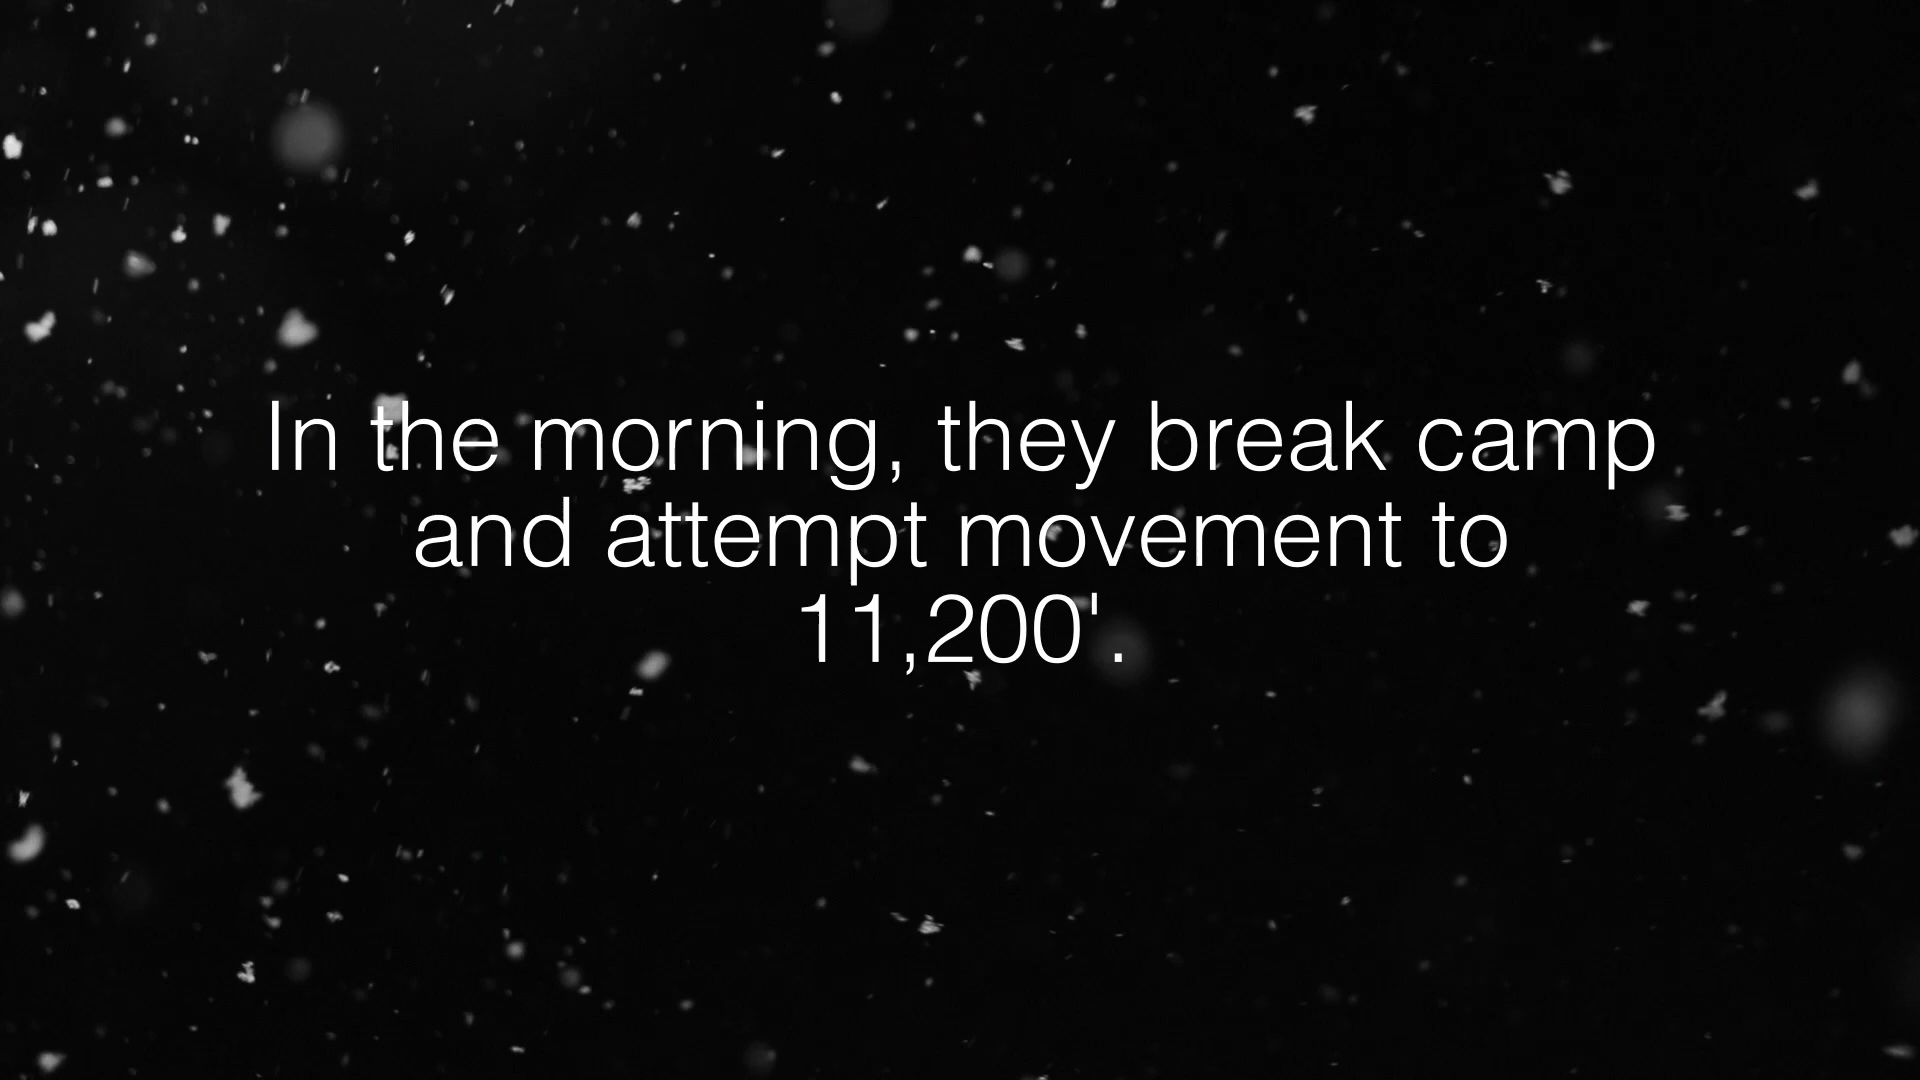 In the morning, they break camp
and attempt movement to
11,200'.